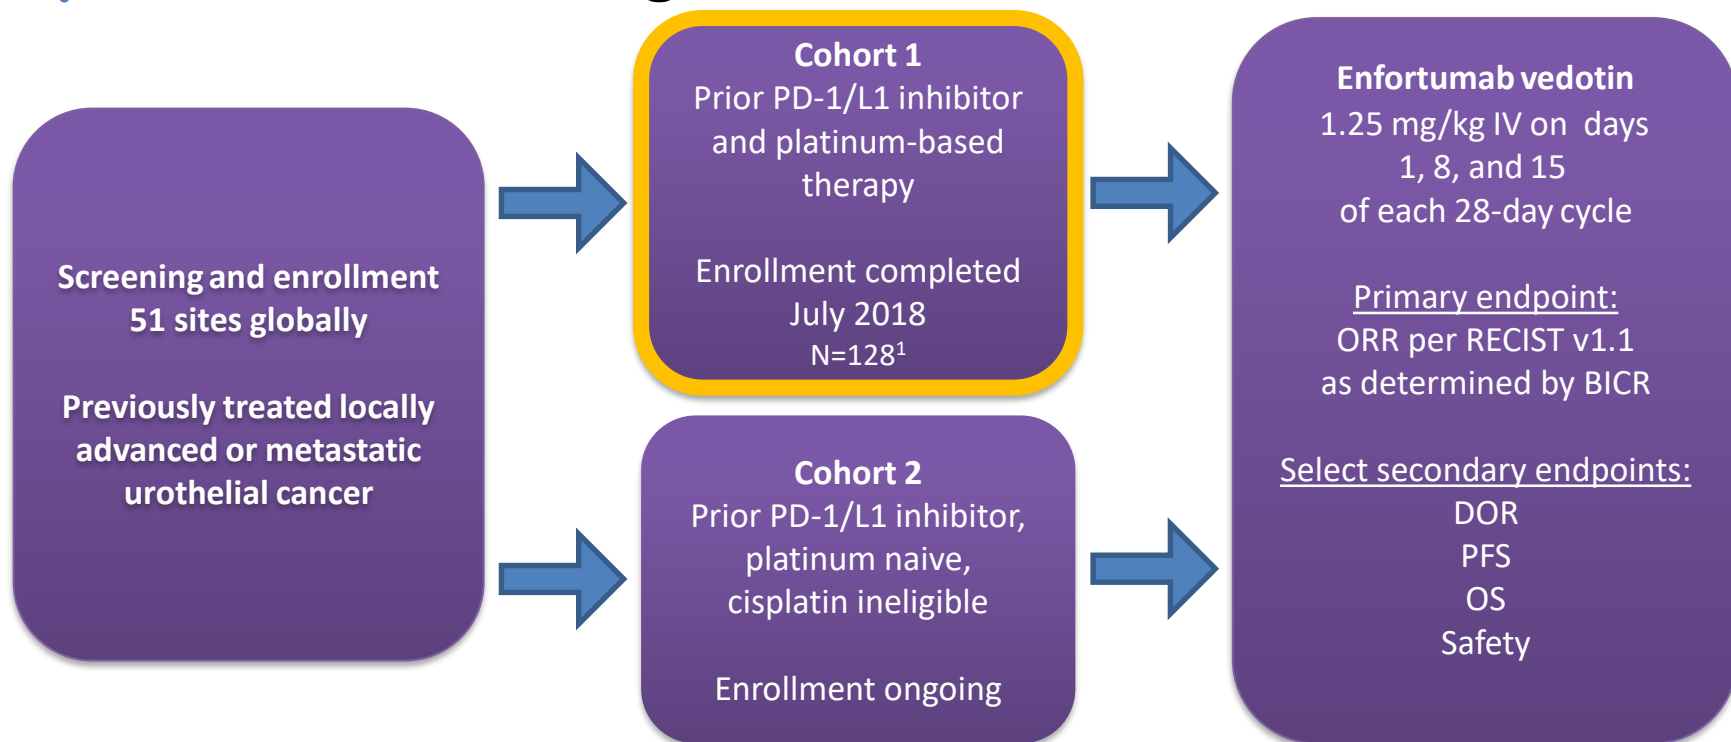 Screening and enrollment
51 sites globally
Previously treated locally
advanced or metastatic
urothelial cancer
Cohort 1
Prior PD-1/L1 inhibitor
and platinum-based
therapy
Enrollment completed
July 2018
N=128¹
Cohort 2
Prior PD-1/L1 inhibitor,
platinum naive,
cisplatin ineligible
Enrollment ongoing
Enfortumab vedotin
1.25 mg/kg IV on days
1, 8, and 15
of each 28-day cycle
Primary endpoint:
ORR per RECIST v1.1
as determined by BICR
Select secondary endpoints:
DOR
PFS
OS
Safety